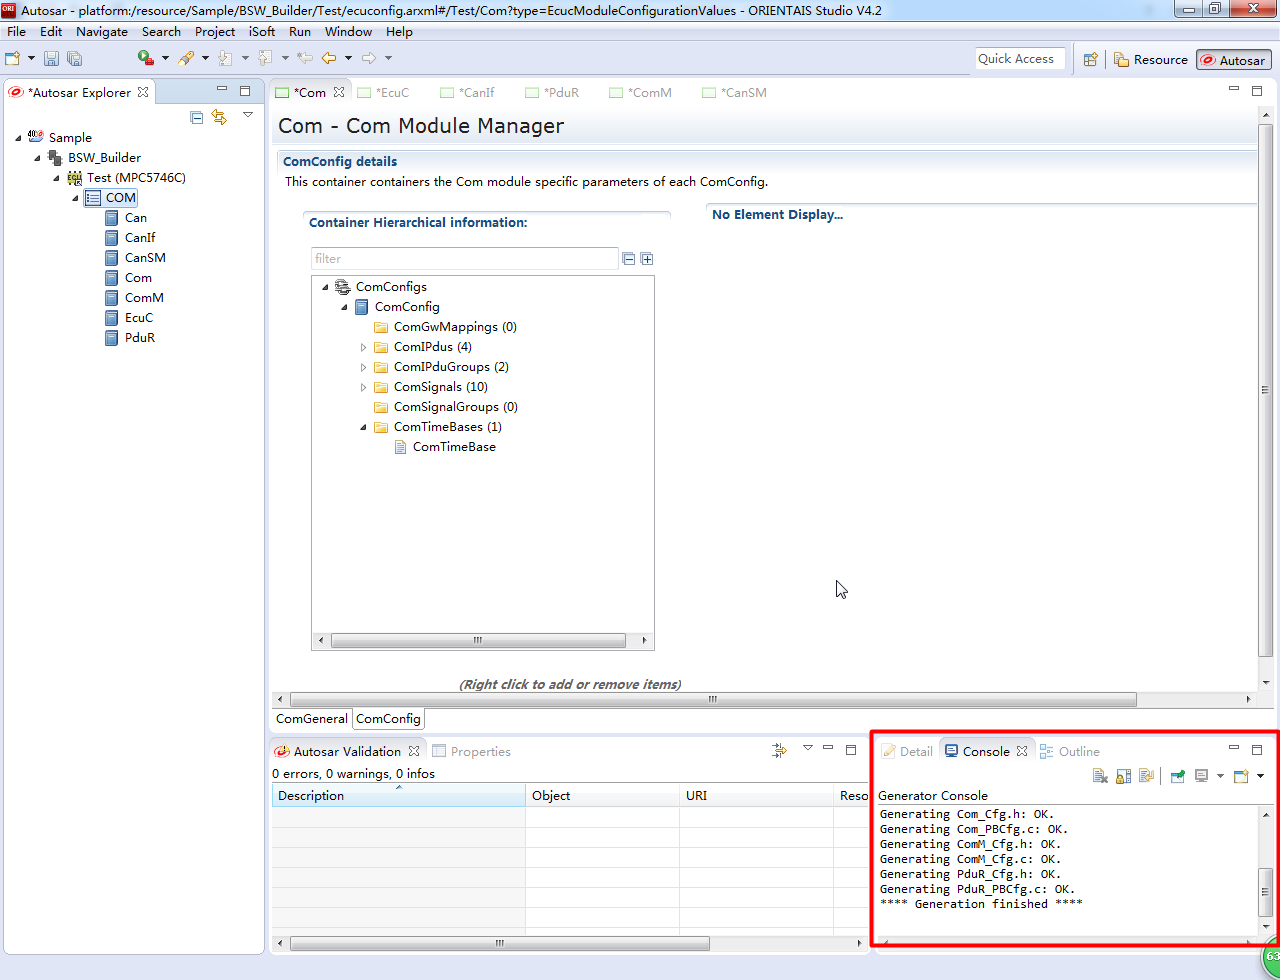 Autosar - platform:/resource/Sample/BSW_Builder/Test/ecuconfig.arxml#/Test/Com?type=EcucModuleConfigurationValues - ORIENTAIS Studio V4.2
File Edit Navigate Search Project iSoft Run Window Help
Quick Access
Resource
Autosar
*Autosar Explorer
Sample
BSW_Builder
Test (MPC5746C)
COM
Can
CanIf
CanSM
Com
ComM
EcuC
PduR
*Com
*EcuC
*CanIf
*PduR
*ComM
*CanSM
Com - Com Module Manager
ComConfig details
This container containers the Com module specific parameters of each ComConfig.
Container Hierarchical information:
filter
ComConfigs
ComConfig
ComGwMappings (0)
ComIPdus (4)
ComIPduGroups (2)
ComSignals (10)
ComSignalGroups (0)
ComTimeBases (1)
ComTimeBase
(Right click to add or remove items)
No Element Display...
ComGeneral
ComConfig
Autosar Validation
Properties
0 errors, 0 warnings, 0 infos
Description
Object
URI
Reso
Detail
Console
Outline
Generator Console
Generating Com_Cfg.h: OK.
Generating Com_PBCfg.c: OK.
Generating ComM_Cfg.h: OK.
Generating ComM_Cfg.c: OK.
Generating PduR_Cfg.h: OK.
Generating PduR_PBCfg.c: OK.
**** Generation finished ****
63